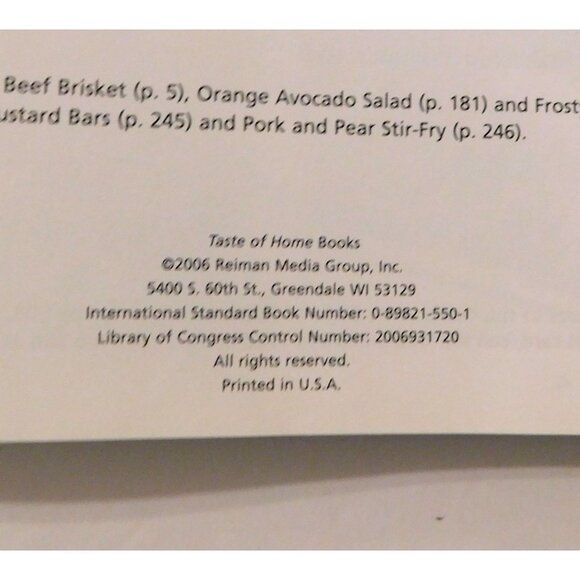 Beef Brisket (p. 5), Orange Avocado Salad (p. 181) and Frost
ustard Bars (p. 245) and Pork and Pear Stir-Fry (p. 246).
Taste of Home Books
©2006 Reiman Media Group, Inc.
5400 S. 60th St., Greendale WI 53129
International Standard Book Number: 0-89821-550-1
Library of Congress Control Number: 2006931720
All rights reserved.
Printed in U.S.A.